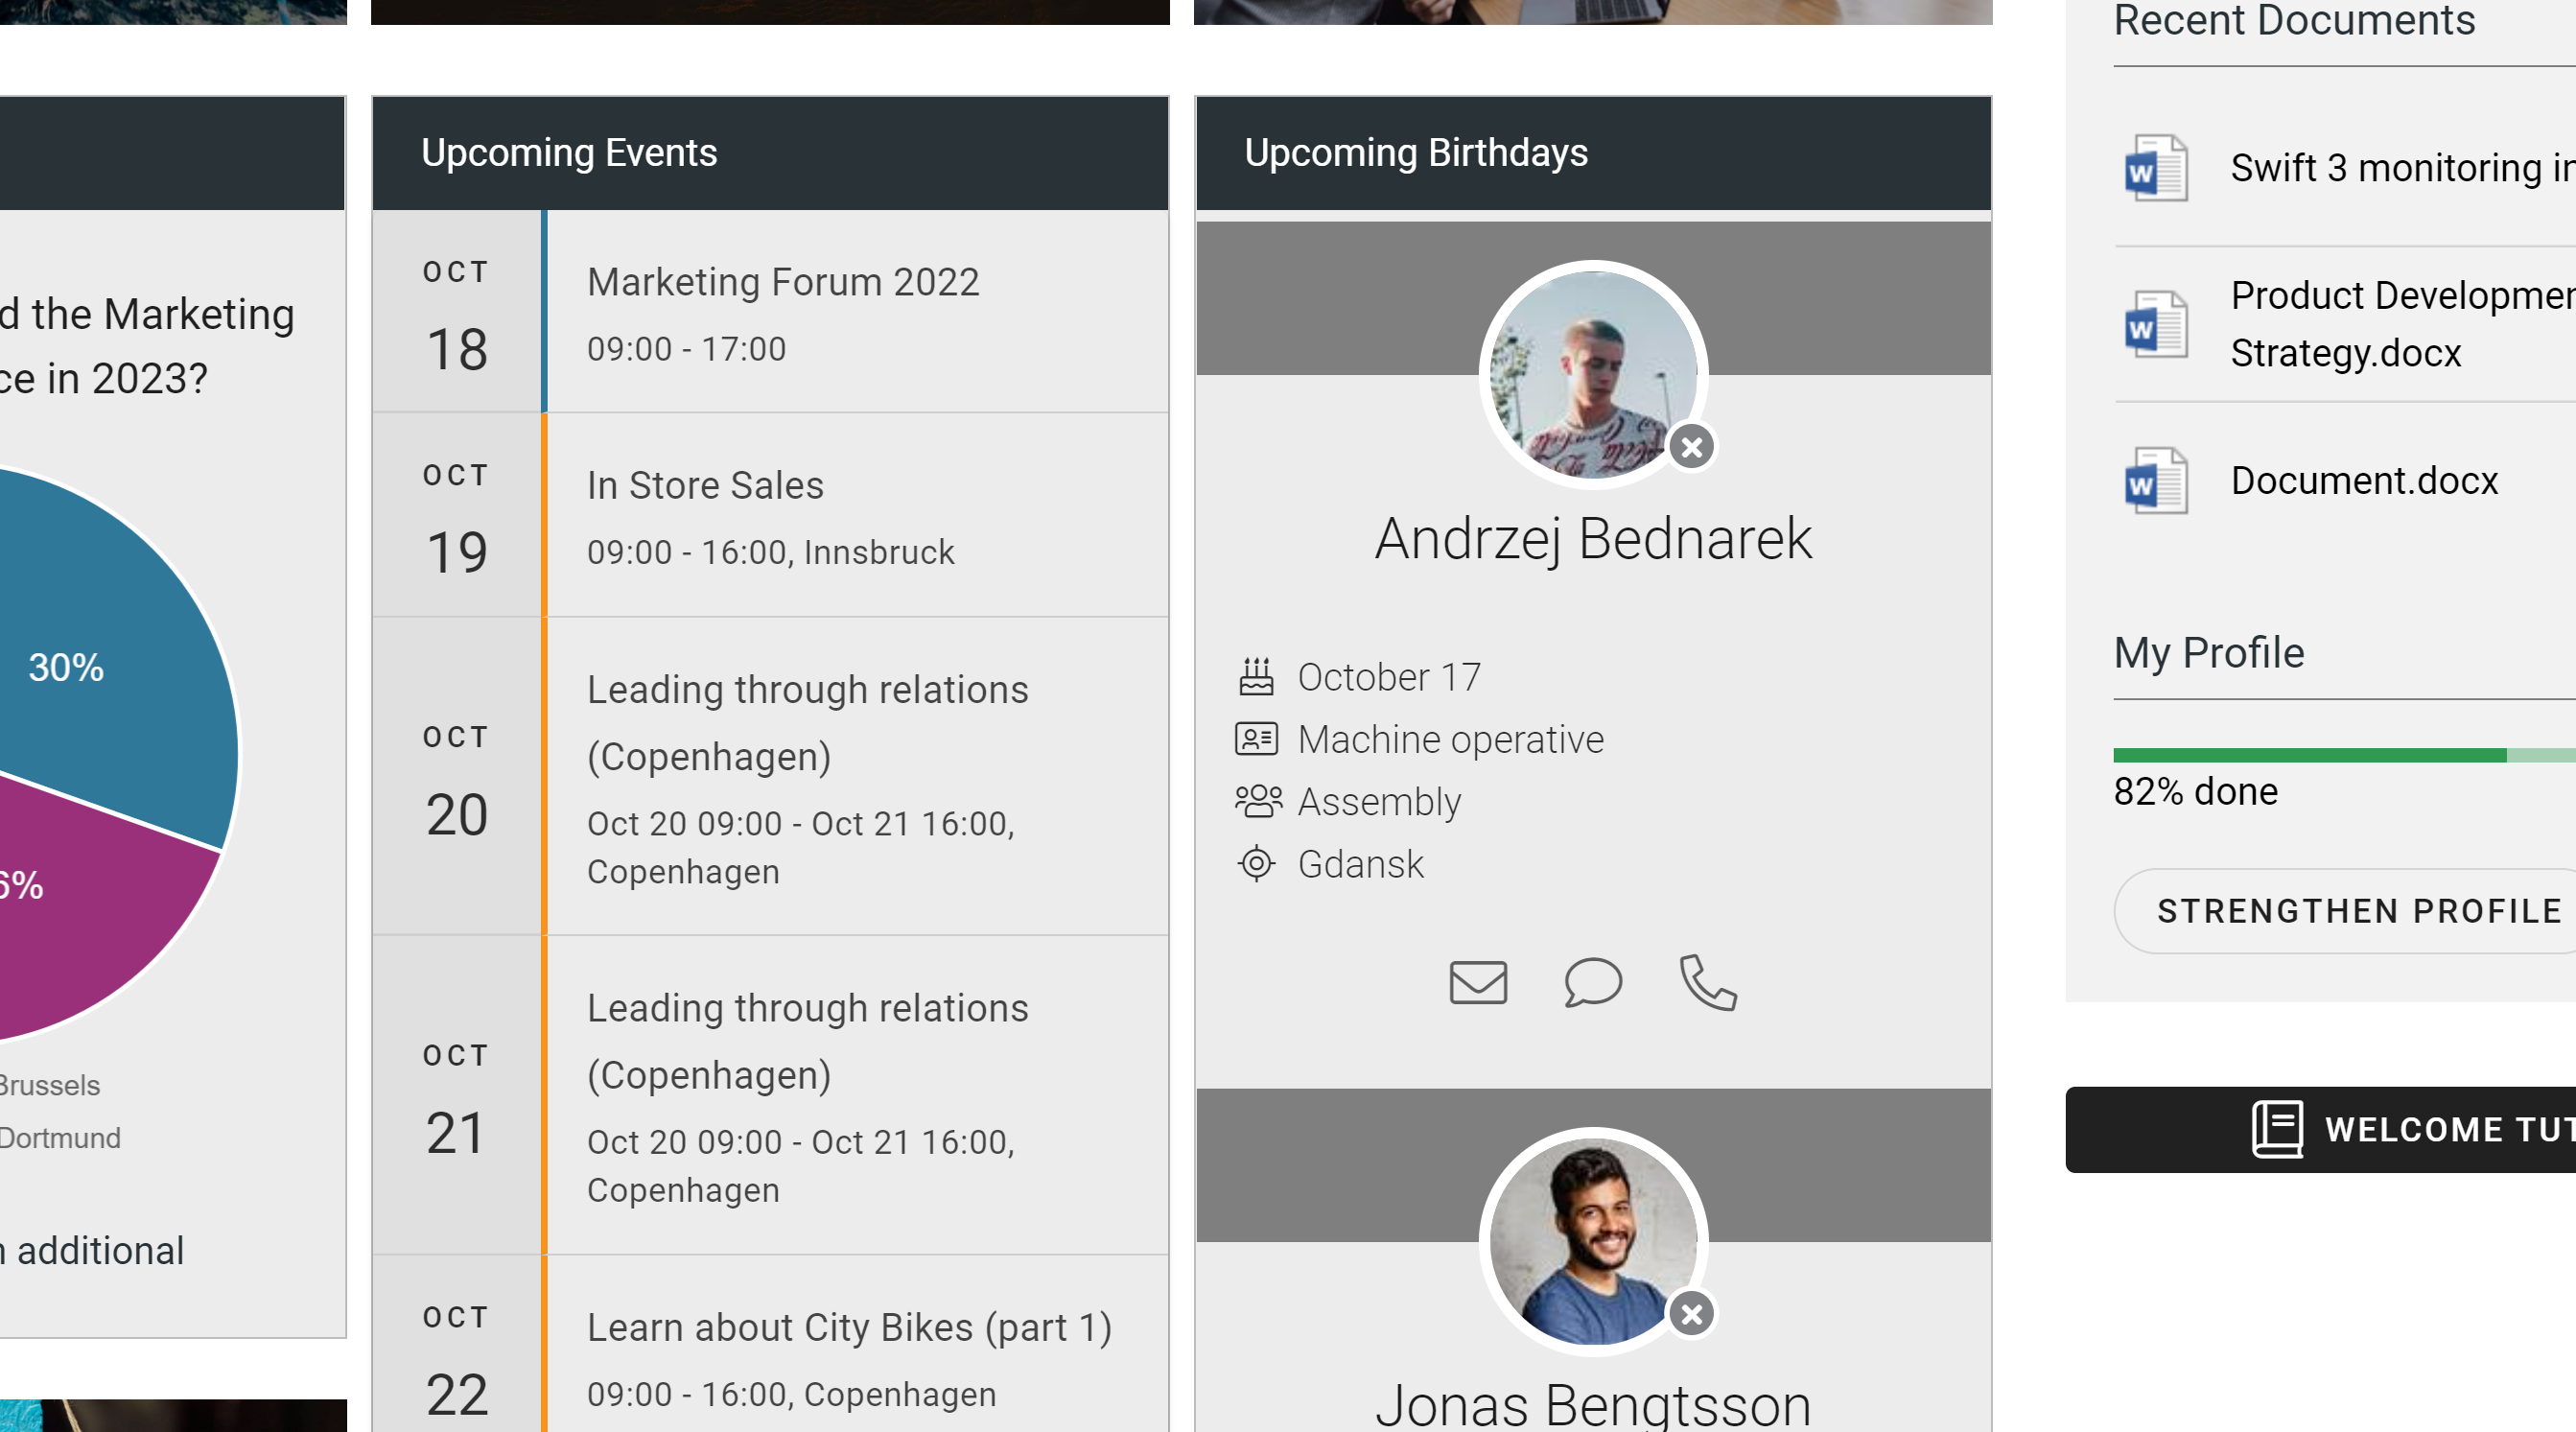 d the Marketing
ce in 2023?
30%
6%
Brussels
Dortmund
additional
Upcoming Events
OCT
18
Marketing Forum 2022
09:00 - 17:00
OCT
19
In Store Sales
09:00 - 16:00, Innsbruck
OCT
20
Leading through relations
(Copenhagen)
Oct 20 09:00 - Oct 21 16:00,
Copenhagen
OCT
21
Leading through relations
(Copenhagen)
Oct 20 09:00 - Oct 21 16:00,
Copenhagen
OCT
22
Learn about City Bikes (part 1)
09:00 - 16:00, Copenhagen
Upcoming Birthdays
Andrzej Bednarek
October 17
Machine operative
Assembly
Gdansk
Jonas Bengtsson
Recent Documents
Swift 3 monitoring in
Product Developmen
Strategy.docx
Document.docx
My Profile
82% done
STRENGTHEN PROFILE
WELCOME TUT